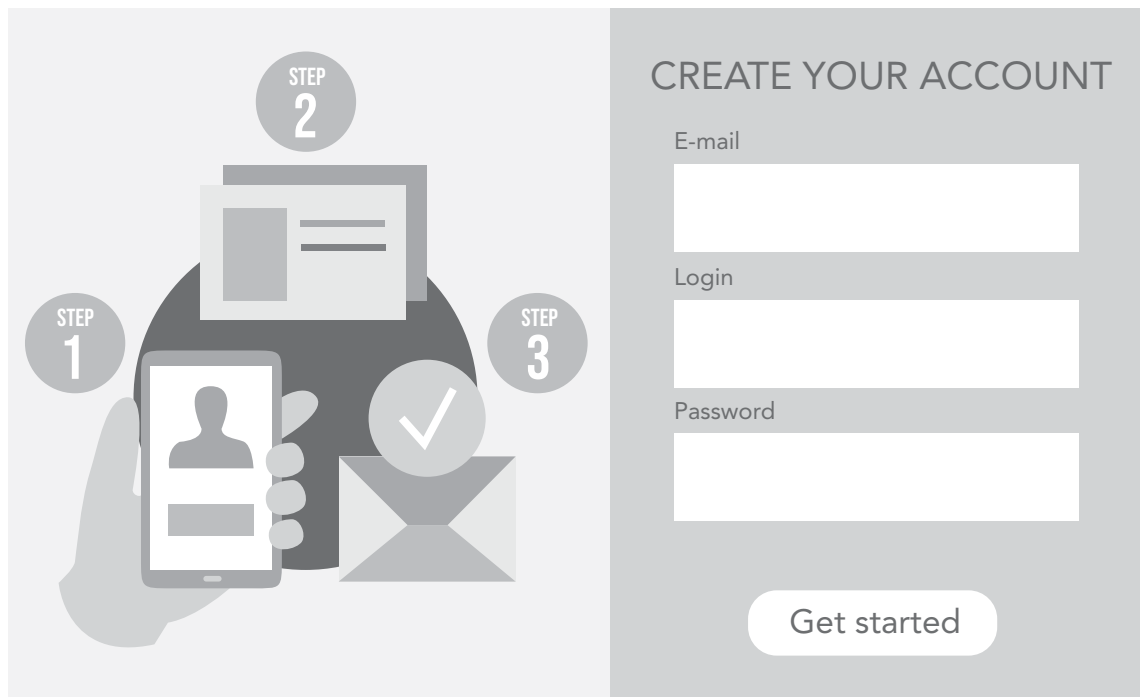 STEP
2
STEP
1
STEP
3
CREATE YOUR ACCOUNT
E-mail
Login
Password
Get started